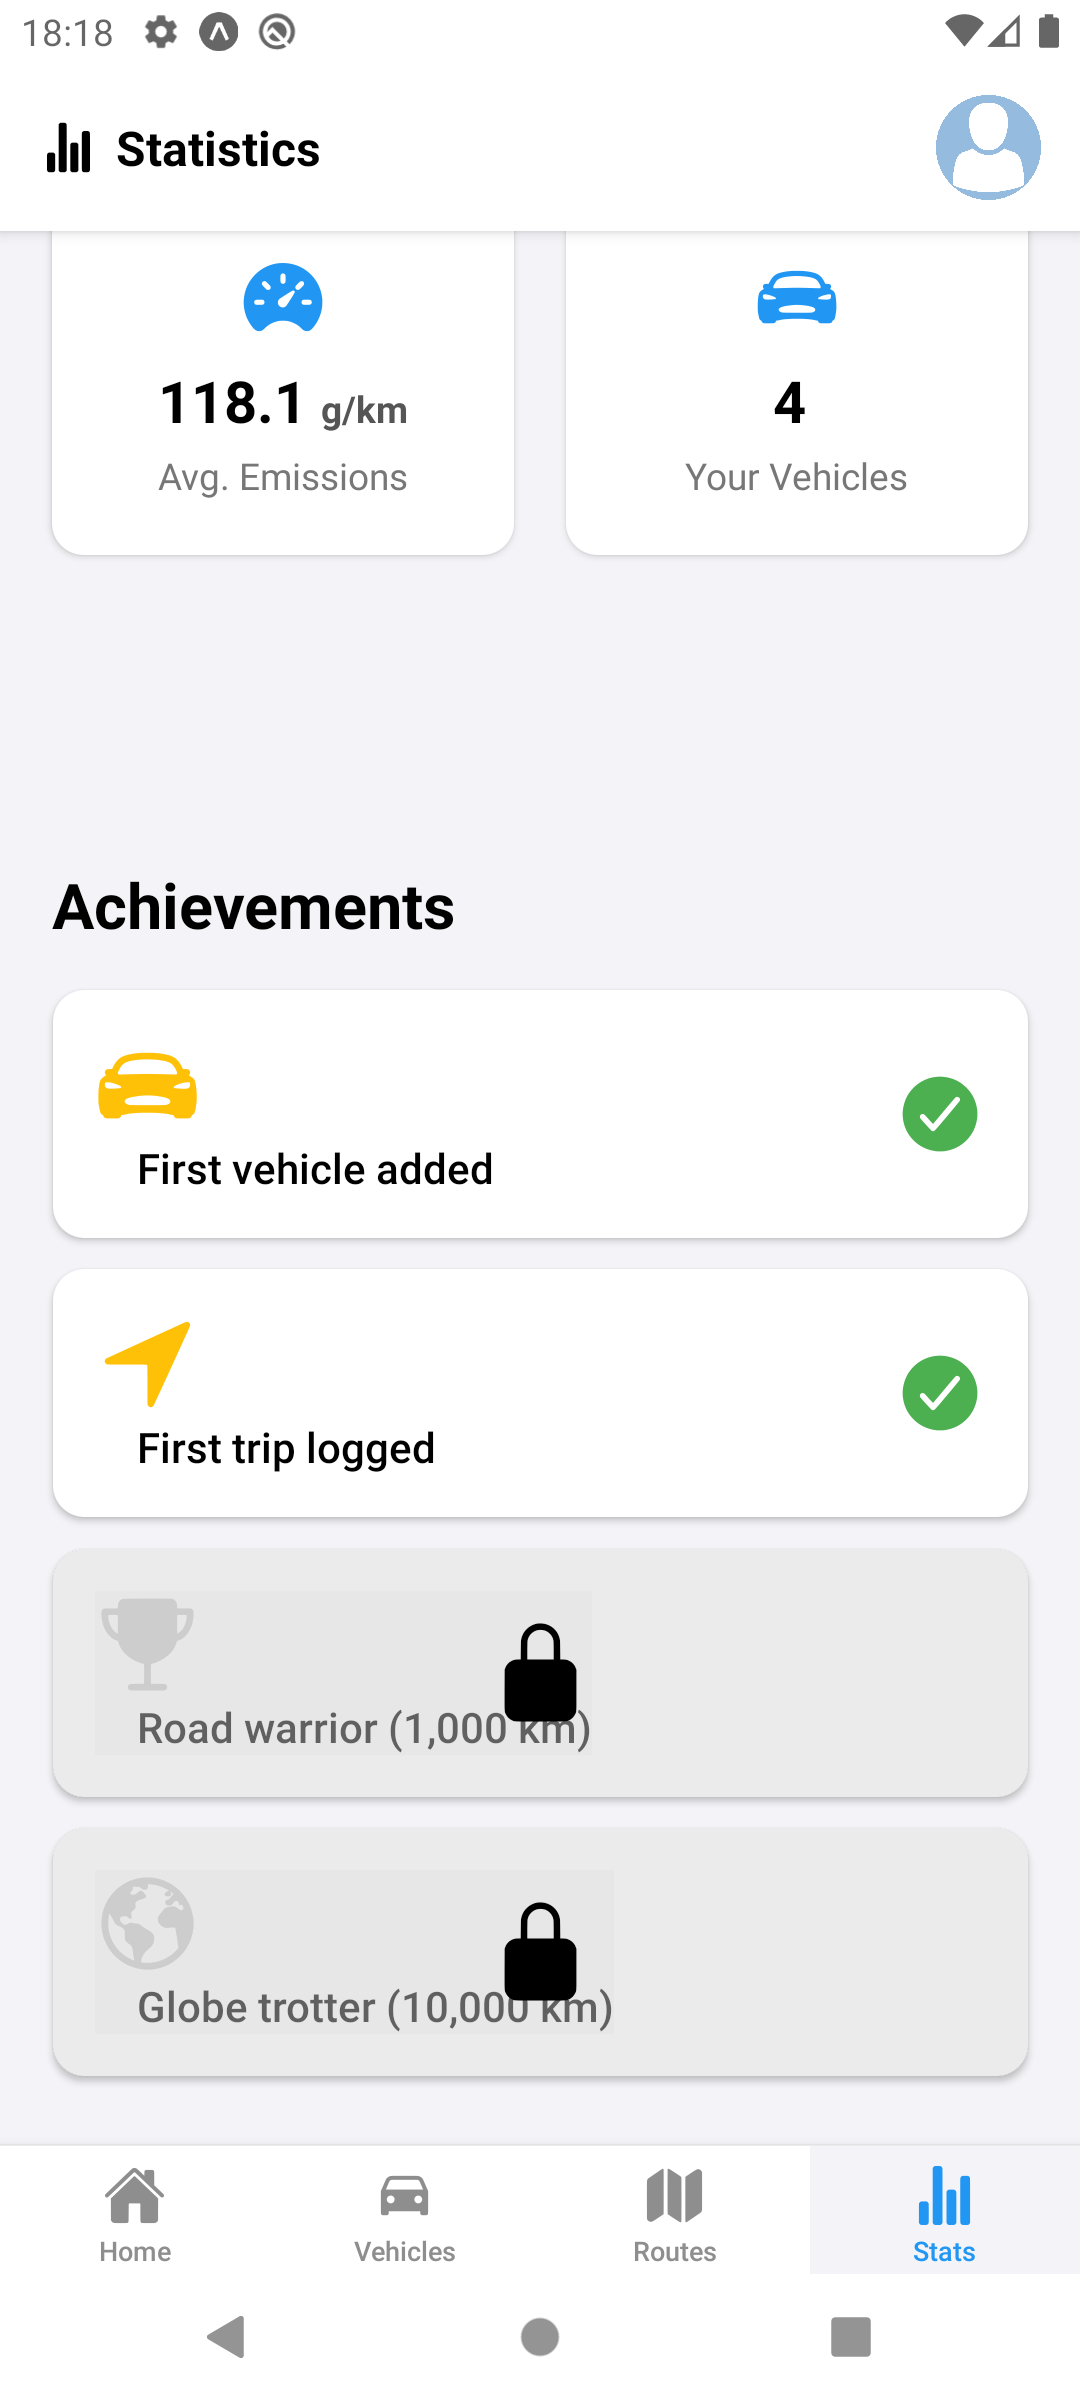 18:18
Statistics
118.1 g/km
Avg. Emissions
4
Your Vehicles
Achievements
First vehicle added
First trip logged
Road warrior (1,000 km)
Globe trotter (10,000 km)
Home
Vehicles
Routes
Stats